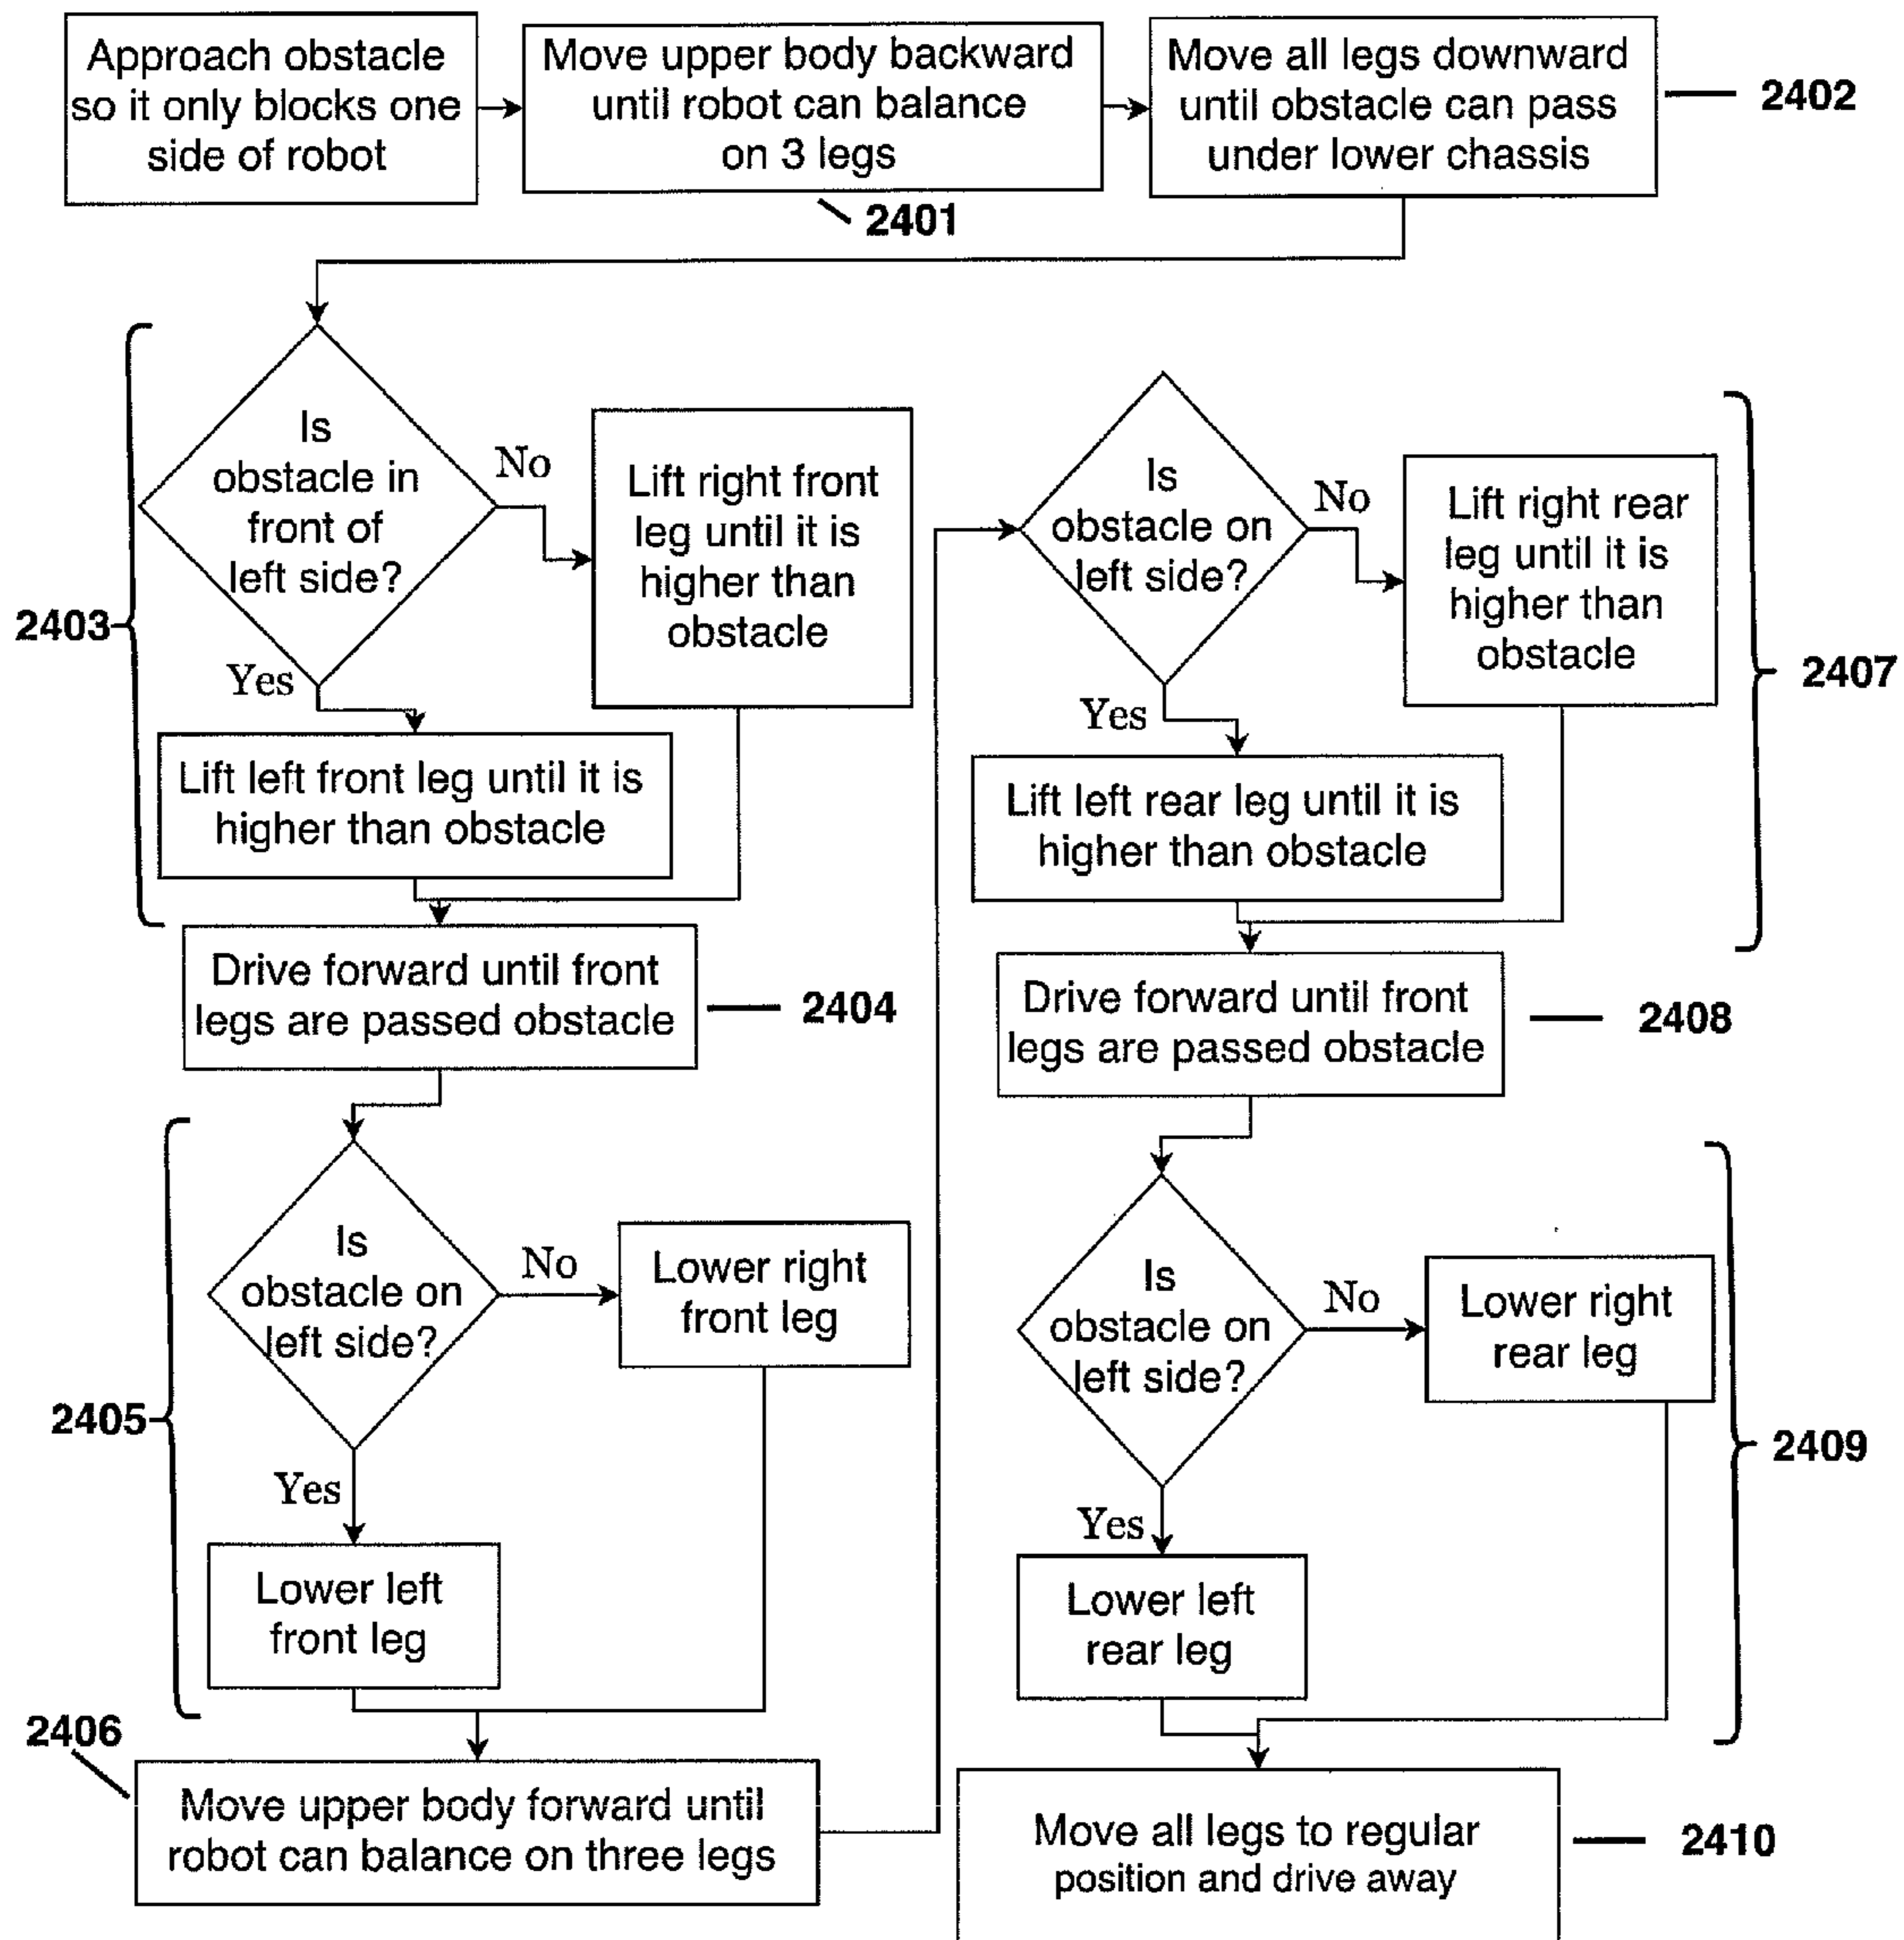 Approach obstacle
so it only blocks one
side of robot
Move upper body backward
until robot can balance
on 3 legs
2401
Move all legs downward
until obstacle can pass
under lower chassis
2402
2403
Is
obstacle in
front of
left side?
No
Lift right front
leg until it is
higher than
obstacle
Yes
Lift left front leg until it is
higher than obstacle
Drive forward until front
legs are passed obstacle
2404
2405
Is
obstacle on
left side?
No
Lower right
front leg
Yes
Lower left
front leg
2406
Move upper body forward until
robot can balance on three legs
Is
obstacle on
left side?
No
Lift right rear
leg until it is
higher than
obstacle
2407
Yes
Lift left rear leg until it is
higher than obstacle
Drive forward until front
legs are passed obstacle
2408
Is
obstacle on
left side?
No
Lower right
rear leg
2409
Yes
Lower left
rear leg
Move all legs to regular
position and drive away
2410